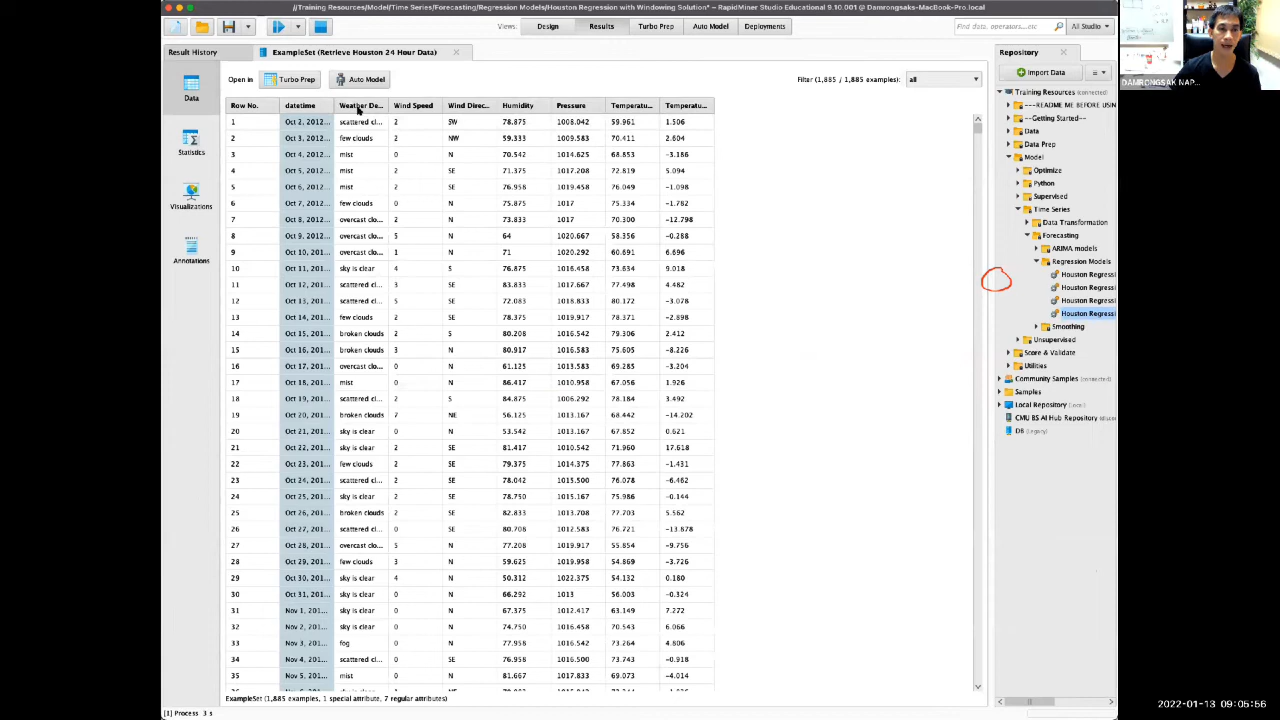 //Training Resources/Model/Time Series/Forecasting/Regression Models/Houston Regression with Windowing Solution* – RapidMiner Studio Educational 9.10.001 @ Damrongsaks-MacBook-Pro.local
Views: Design Results Turbo Prep Auto Model Deployments Find data, operators...etc All Studio
Result History ExampleSet (Retrieve Houston 24 Hour Data) Repository
Open in Turbo Prep Auto Model Filter (1,885 / 1,885 examples): all Import Data
Data
Statistics
Visualizations
Annotations
Row No. datetime Weather De... Wind Speed Wind Direc... Humidity Pressure Temperatu... Temperatu...
1 Oct 2, 2012... scattered cl... 2 SW 78.875 1008.042 59.961 1.506
2 Oct 3, 2012... few clouds 2 NW 59.333 1009.583 70.411 2.604
3 Oct 4, 2012... mist 0 N 70.542 1014.625 68.853 -3.186
4 Oct 5, 2012... mist 2 SE 71.375 1017.208 72.819 5.094
5 Oct 6, 2012... mist 2 SE 76.958 1019.458 76.049 -1.098
6 Oct 7, 2012... few clouds 0 N 75.875 1017 75.334 -1.782
7 Oct 8, 2012... overcast clo... 2 N 73.833 1017 70.300 -12.798
8 Oct 9, 2012... overcast clo... 5 N 64 1020.667 58.356 -0.288
9 Oct 10, 201... overcast clo... 1 N 71 1020.292 60.691 6.696
10 Oct 11, 201... sky is clear 4 S 76.875 1016.458 73.634 9.018
11 Oct 12, 201... scattered cl... 3 SE 83.833 1017.667 77.498 4.482
12 Oct 13, 201... scattered cl... 5 SE 72.083 1018.833 80.172 -3.078
13 Oct 14, 201... few clouds 2 SE 78.375 1019.917 78.371 -2.898
14 Oct 15, 201... broken clouds 5 S 80.208 1016.542 79.306 2.412
15 Oct 16, 201... broken clouds 3 N 80.917 1016.583 75.605 -8.226
16 Oct 17, 201... overcast clo... 0 N 61.125 1013.583 69.285 -3.204
17 Oct 18, 201... mist 0 N 86.417 1010.958 67.056 1.926
18 Oct 19, 201... scattered cl... 2 S 84.875 1006.292 78.184 3.492
19 Oct 20, 201... broken clouds 7 NE 56.125 1013.167 68.442 -14.202
20 Oct 21, 201... sky is clear 0 N 53.542 1013.167 67.852 0.621
21 Oct 22, 201... sky is clear 2 SE 81.417 1010.583 71.960 17.618
22 Oct 23, 201... few clouds 2 SE 79.375 1014.500 77.863 -1.431
23 Oct 24, 201... scattered cl... 2 SE 78.042 1015.500 76.078 -6.462
24 Oct 25, 201... sky is clear 2 SE 78.750 1015.167 75.986 -0.144
25 Oct 26, 201... broken clouds 2 SE 80.833 1013.708 77.703 5.562
26 Oct 27, 201... scattered cl... 0 SE 80.708 1012.583 76.721 -13.878
27 Oct 28, 201... overcast clo... 5 N 77.208 1019.917 55.854 -9.756
28 Oct 29, 201... few clouds 3 N 59.625 1019.958 54.869 -3.726
29 Oct 30, 201... sky is clear 4 SE 50.312 1022.375 54.132 0.180
30 Oct 31, 201... sky is clear 0 N 66.292 1013 56.003 -0.324
31 Nov 1, 201... sky is clear 0 N 67.375 1012.417 63.149 7.272
32 Nov 2, 201... sky is clear 0 N 74.750 1016.458 70.543 6.066
33 Nov 3, 201... fog 0 N 77.958 1016.500 73.264 4.806
34 Nov 4, 201... scattered cl... 0 SE 76.958 1016.500 73.743 -0.918
35 Nov 5, 201... mist 0 N 81.667 1017.833 69.073 -4.014
ExampleSet (1,885 examples, 1 special attribute, 7 regular attributes)
[1] Process 3 s
Training Resources (connected)
---README ME BEFORE USIN
--Getting Started--
Data
Data Prep
Model
Optimize
Python
Supervised
Time Series
Data Transformation
Forecasting
ARIMA models
Regression Models
Houston Regressi
Houston Regressi
Houston Regressi
Houston Regressi
Smoothing
Unsupervised
Score & Validate
Utilities
Community Samples (connected)
Samples
Local Repository (Local)
CMU BS AI Hub Repository
DB (Legacy)
DAMRONGSAK NAP...
2022-01-13 09:05:56